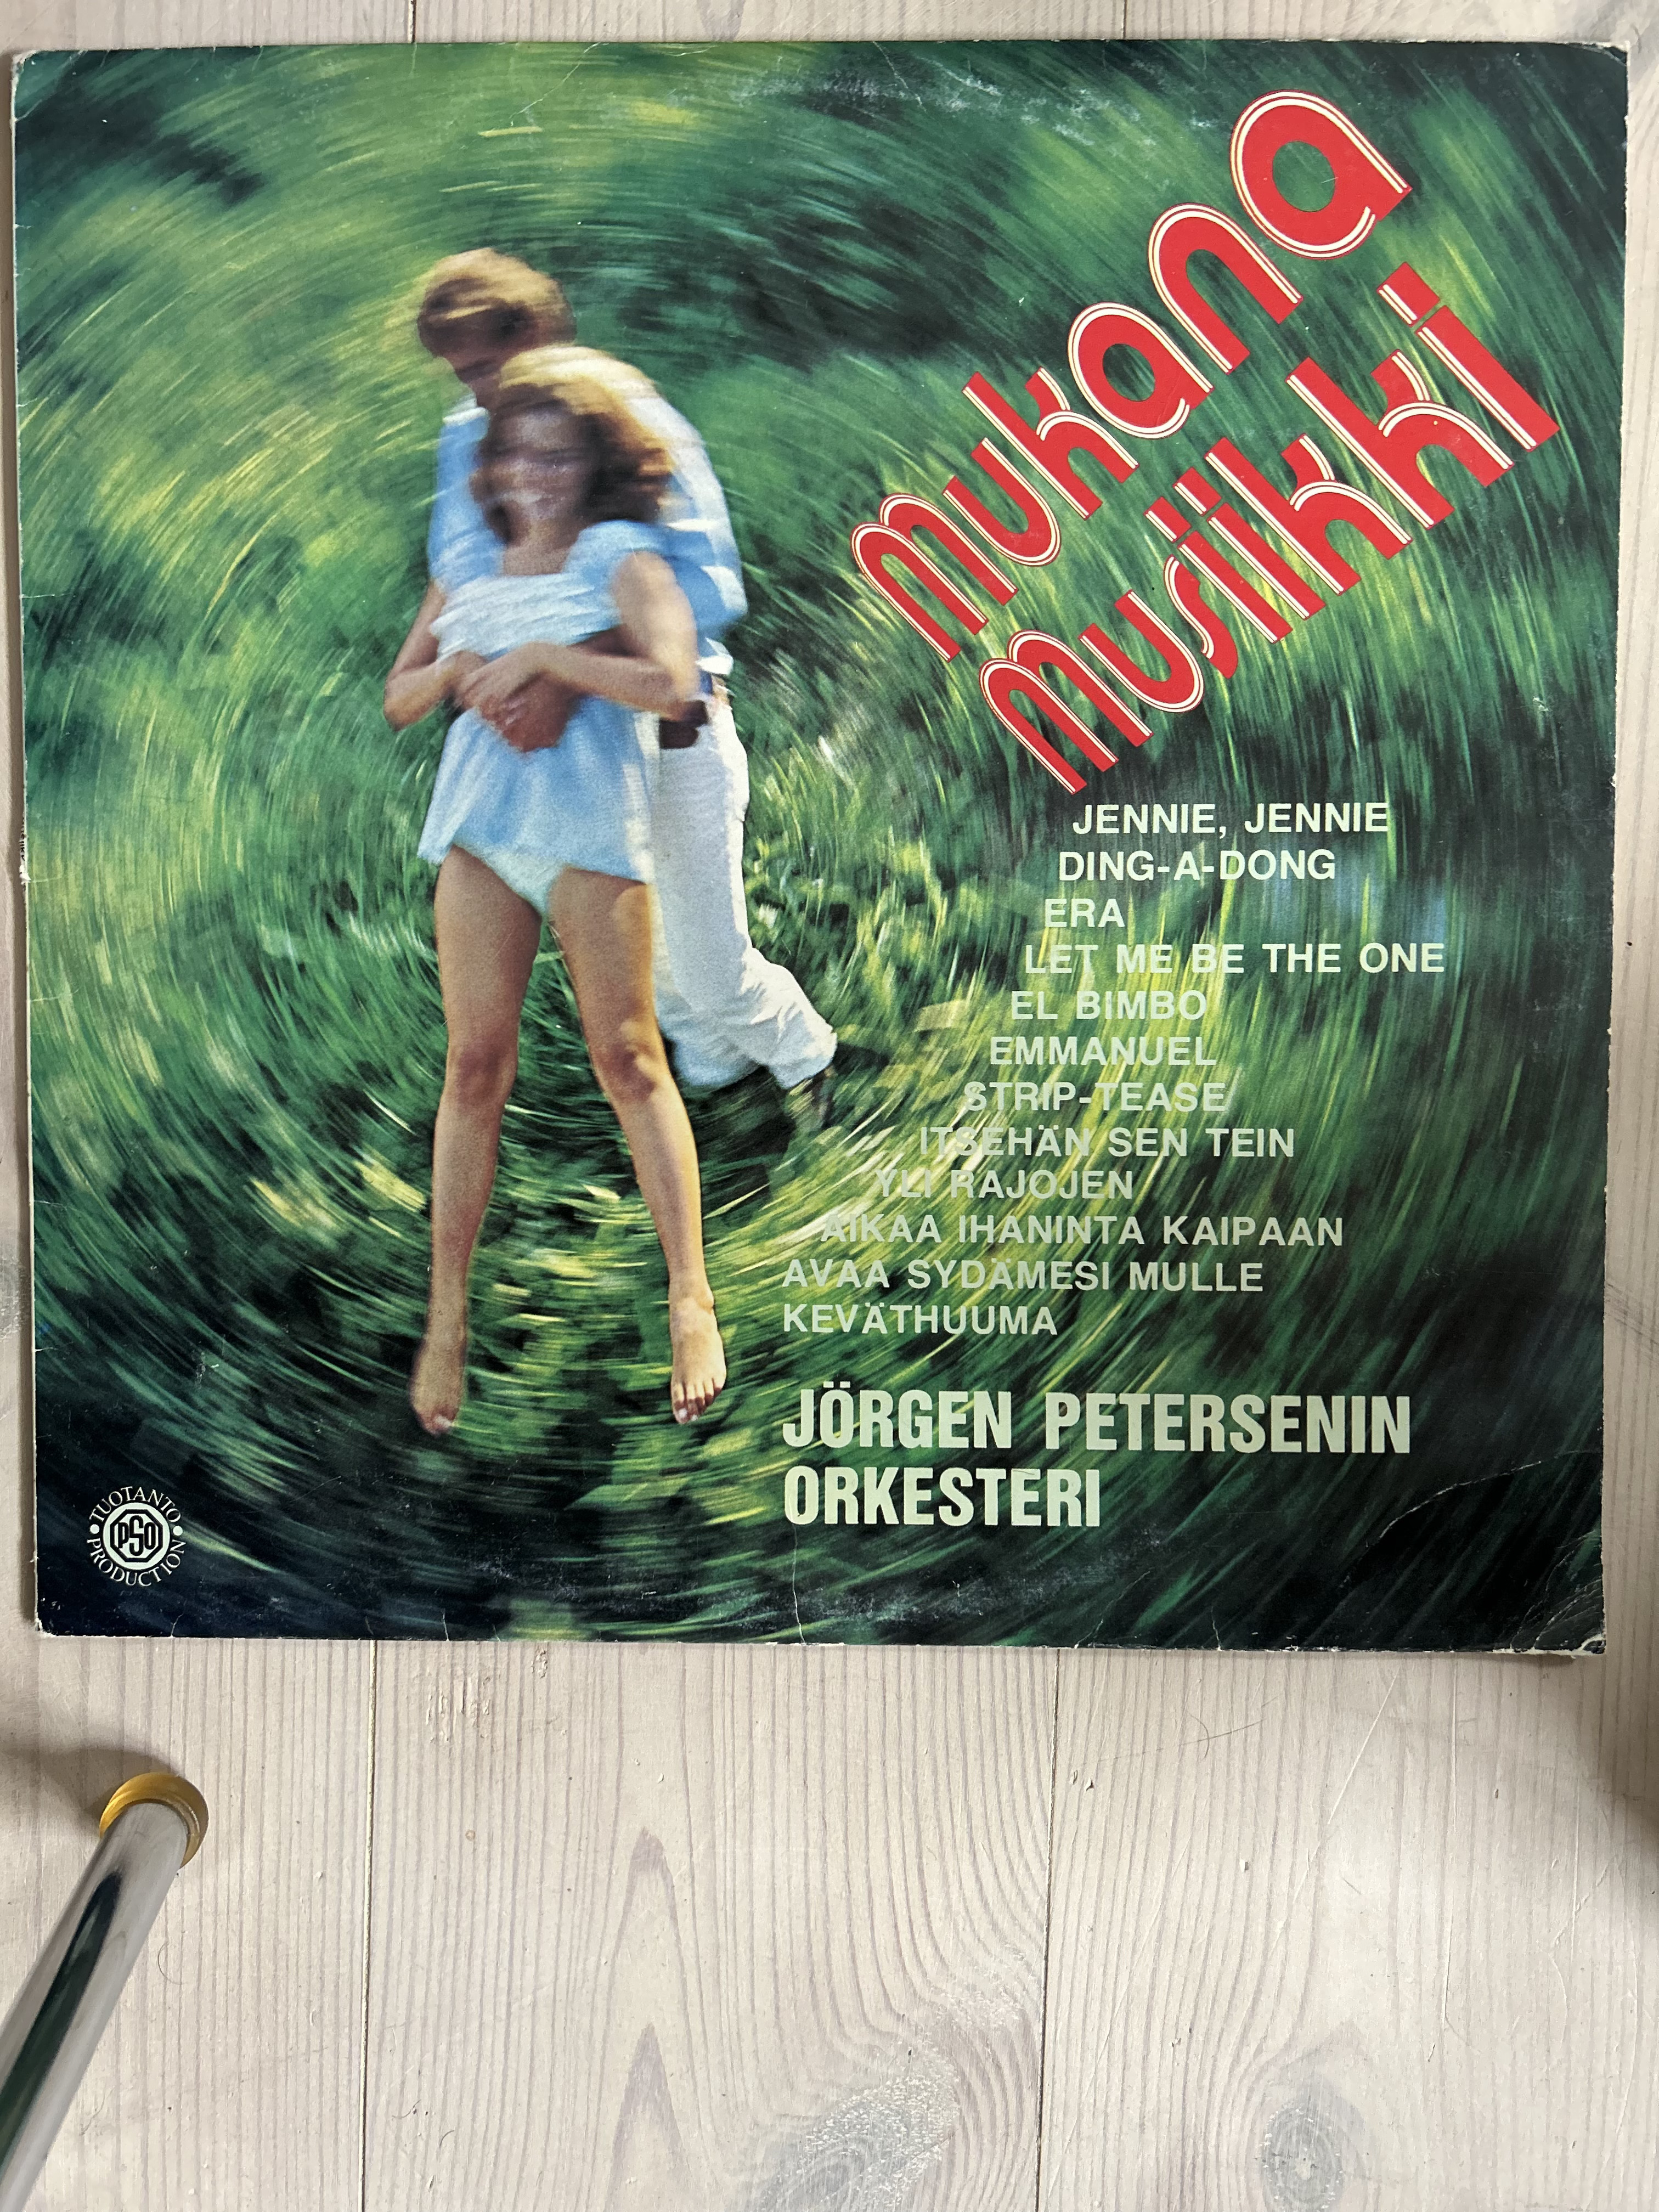 mukana
musiikki
JENNIE, JENNIE
DING-A-DONG
ERA
LET ME BE THE ONE
EL BIMBO
EMMANUEL
STRIP-TEASE
ITSEHÄN SEN TEIN
YLI RAJOJEN
AIKAA IHANINTA KAIPAAN
AVAA SYDÄMESI MULLE
KEVÄTHUUMA
JÖRGEN PETERSENIN
ORKESTERI
TUOTANTO
PSO
PRODUCTION